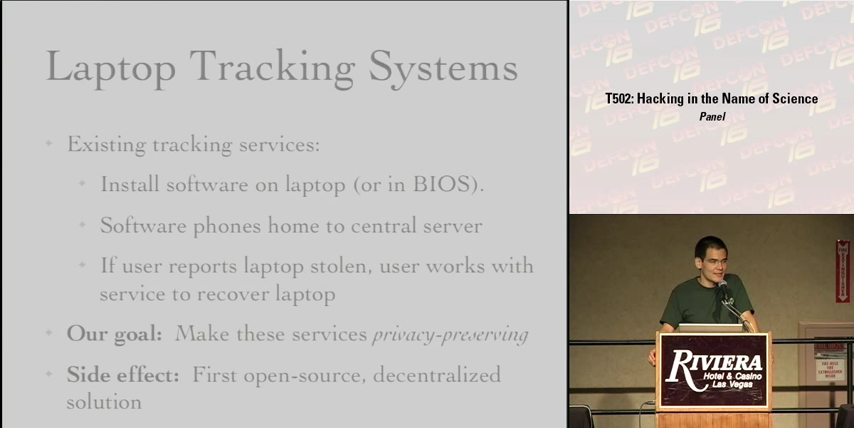 Laptop Tracking Systems
Existing tracking services:
Install software on laptop (or in BIOS).
Software phones home to central server
If user reports laptop stolen, user works with
service to recover laptop
Our goal: Make these services privacy-preserving
Side effect: First open-source, decentralized
solution
DEFCON 16
T502: Hacking in the Name of Science
Panel
RIVIERA
Hotel & Casino
Las Vegas